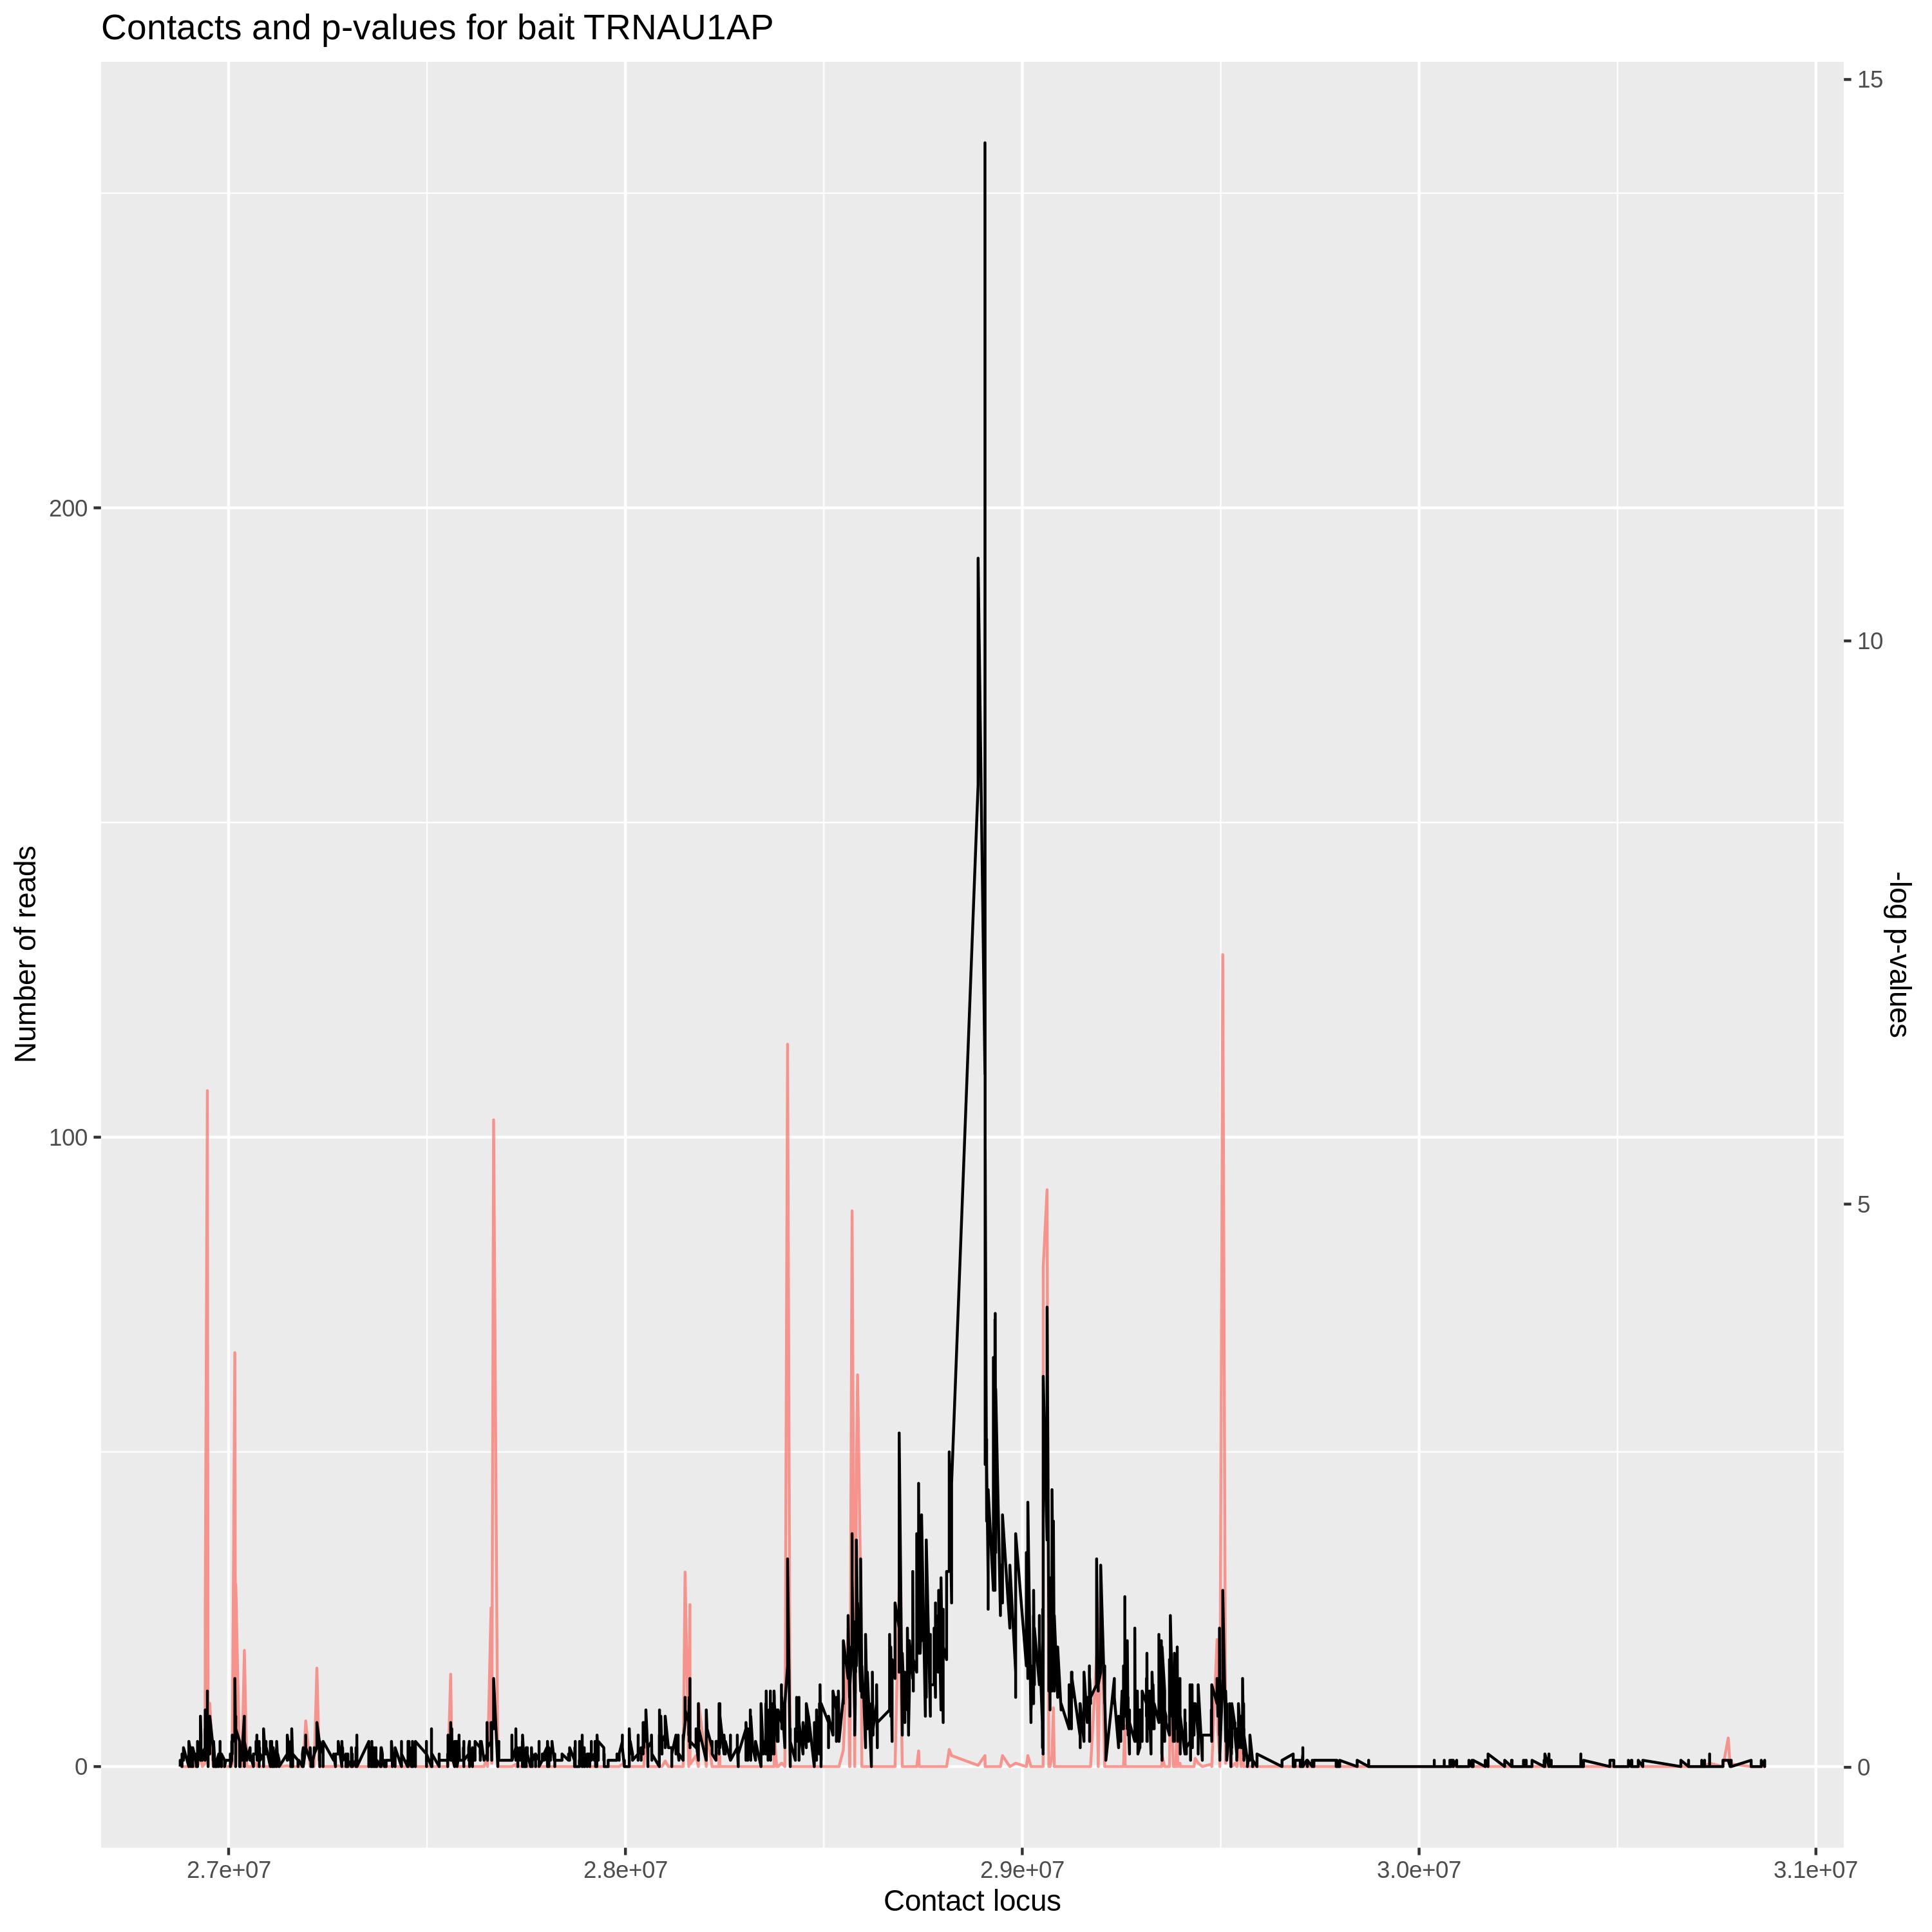 Contacts and p-values for bait TRNAU1AP
Number of reads
200
100
0
15
10
5
0
-log p-values
2.7e+07
2.8e+07
2.9e+07
3.0e+07
3.1e+07
Contact locus